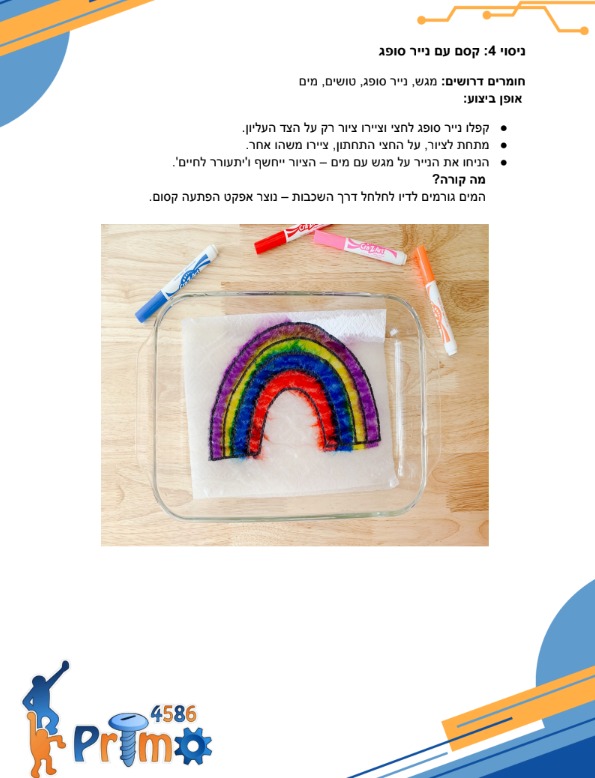 ניסוי 4: קסם עם נייר סופג
חומרים דרושים: מגש, נייר סופג, טושים, מים
אופן ביצוע:
● קפלו נייר סופג לחצי וציירו ציור רק על הצד העליון.
● מתחת לציור, על החצי התחתון, ציירו משהו אחר.
● הניחו את הנייר על מגש עם מים – הציור ייחשף ו'יתעורר לחיים'.
מה קורה?
המים גורמים לדיו לחלחל דרך השכבות – נוצר אפקט הפתעה קסום.
4586
Primo